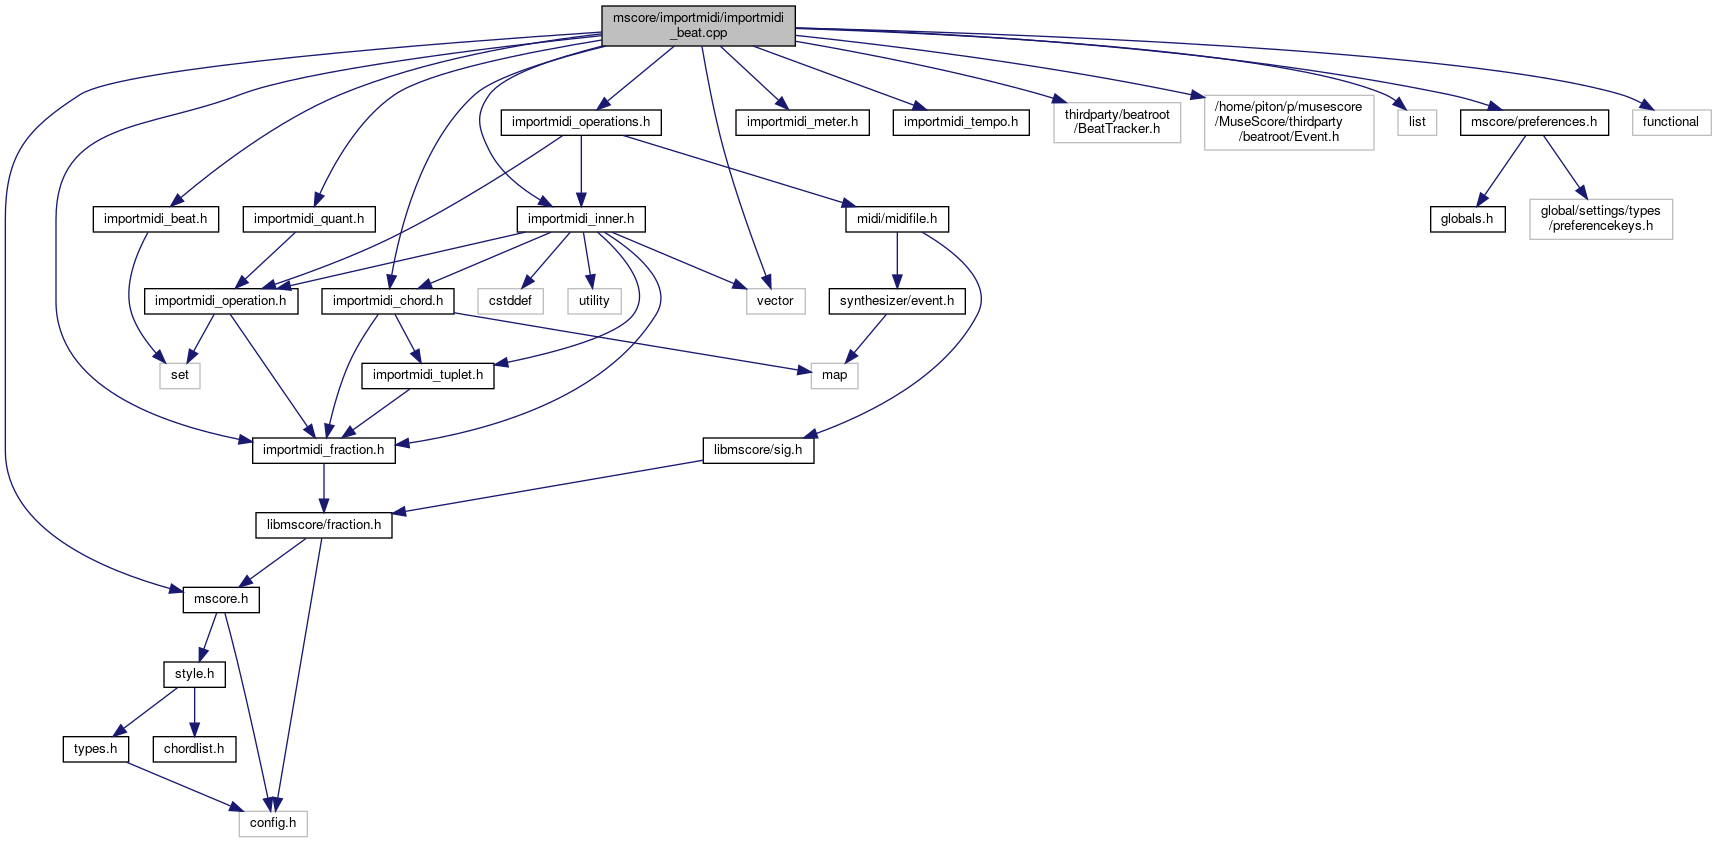 mscore/importmidi/importmidi
_beat.cpp
importmidi_operations.h
importmidi_meter.h
importmidi_tempo.h
thirdparty/beatroot
/BeatTracker.h
/home/piton/p/musescore
/MuseScore/thirdparty
/beatroot/Event.h
list
mscore/preferences.h
functional
importmidi_beat.h
importmidi_quant.h
importmidi_inner.h
midi/midifile.h
globals.h
global/settings/types
/preferencekeys.h
importmidi_operation.h
importmidi_chord.h
cstddef
utility
vector
synthesizer/event.h
set
importmidi_tuplet.h
map
importmidi_fraction.h
libmscore/sig.h
libmscore/fraction.h
mscore.h
style.h
types.h
chordlist.h
config.h